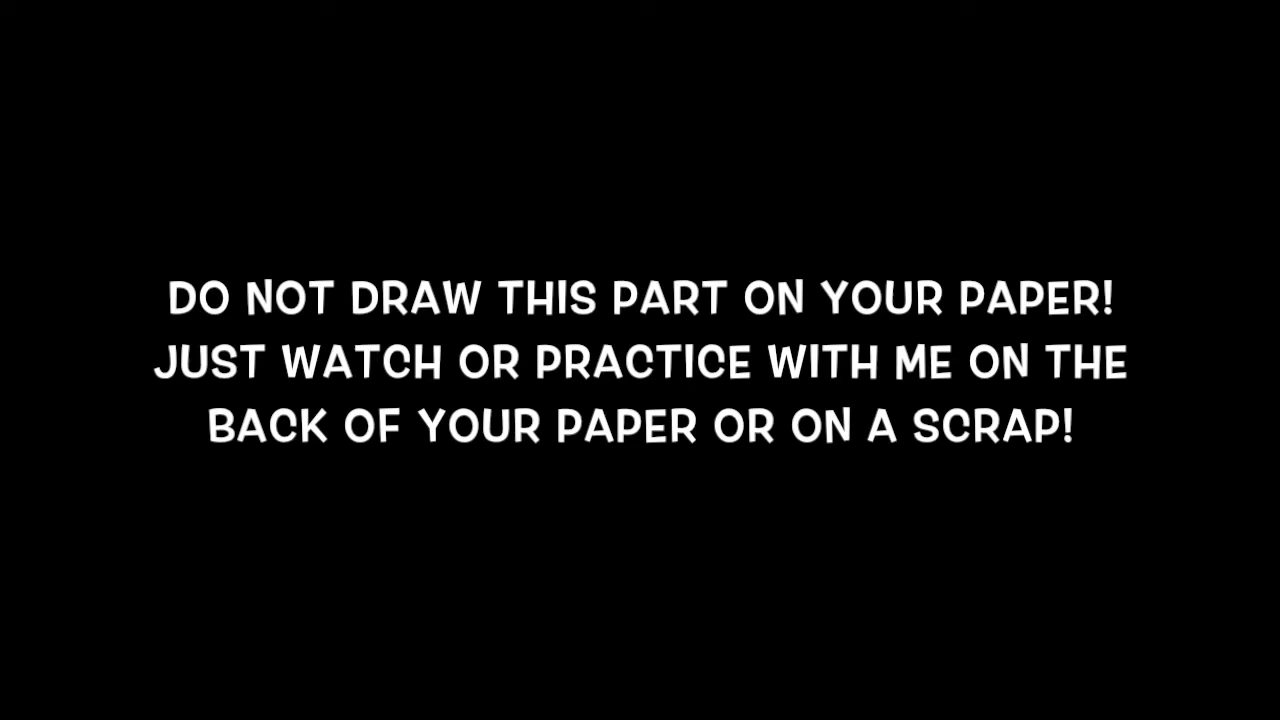 DO NOT DRAW THIS PART ON YOUR PAPER!
JUST WATCH OR PRACTICE WITH ME ON THE
BACK OF YOUR PAPER OR ON A SCRAP!